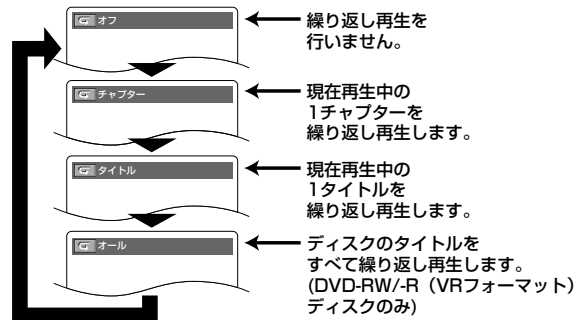 オフ
繰り返し再生を
行いません。
チャプター
現在再生中の
1チャプターを
繰り返し再生します。
タイトル
現在再生中の
1タイトルを
繰り返し再生します。
オール
ディスクのタイトルを
すべて繰り返し再生します。
(DVD-RW/-R（VRフォーマット）
ディスクのみ)